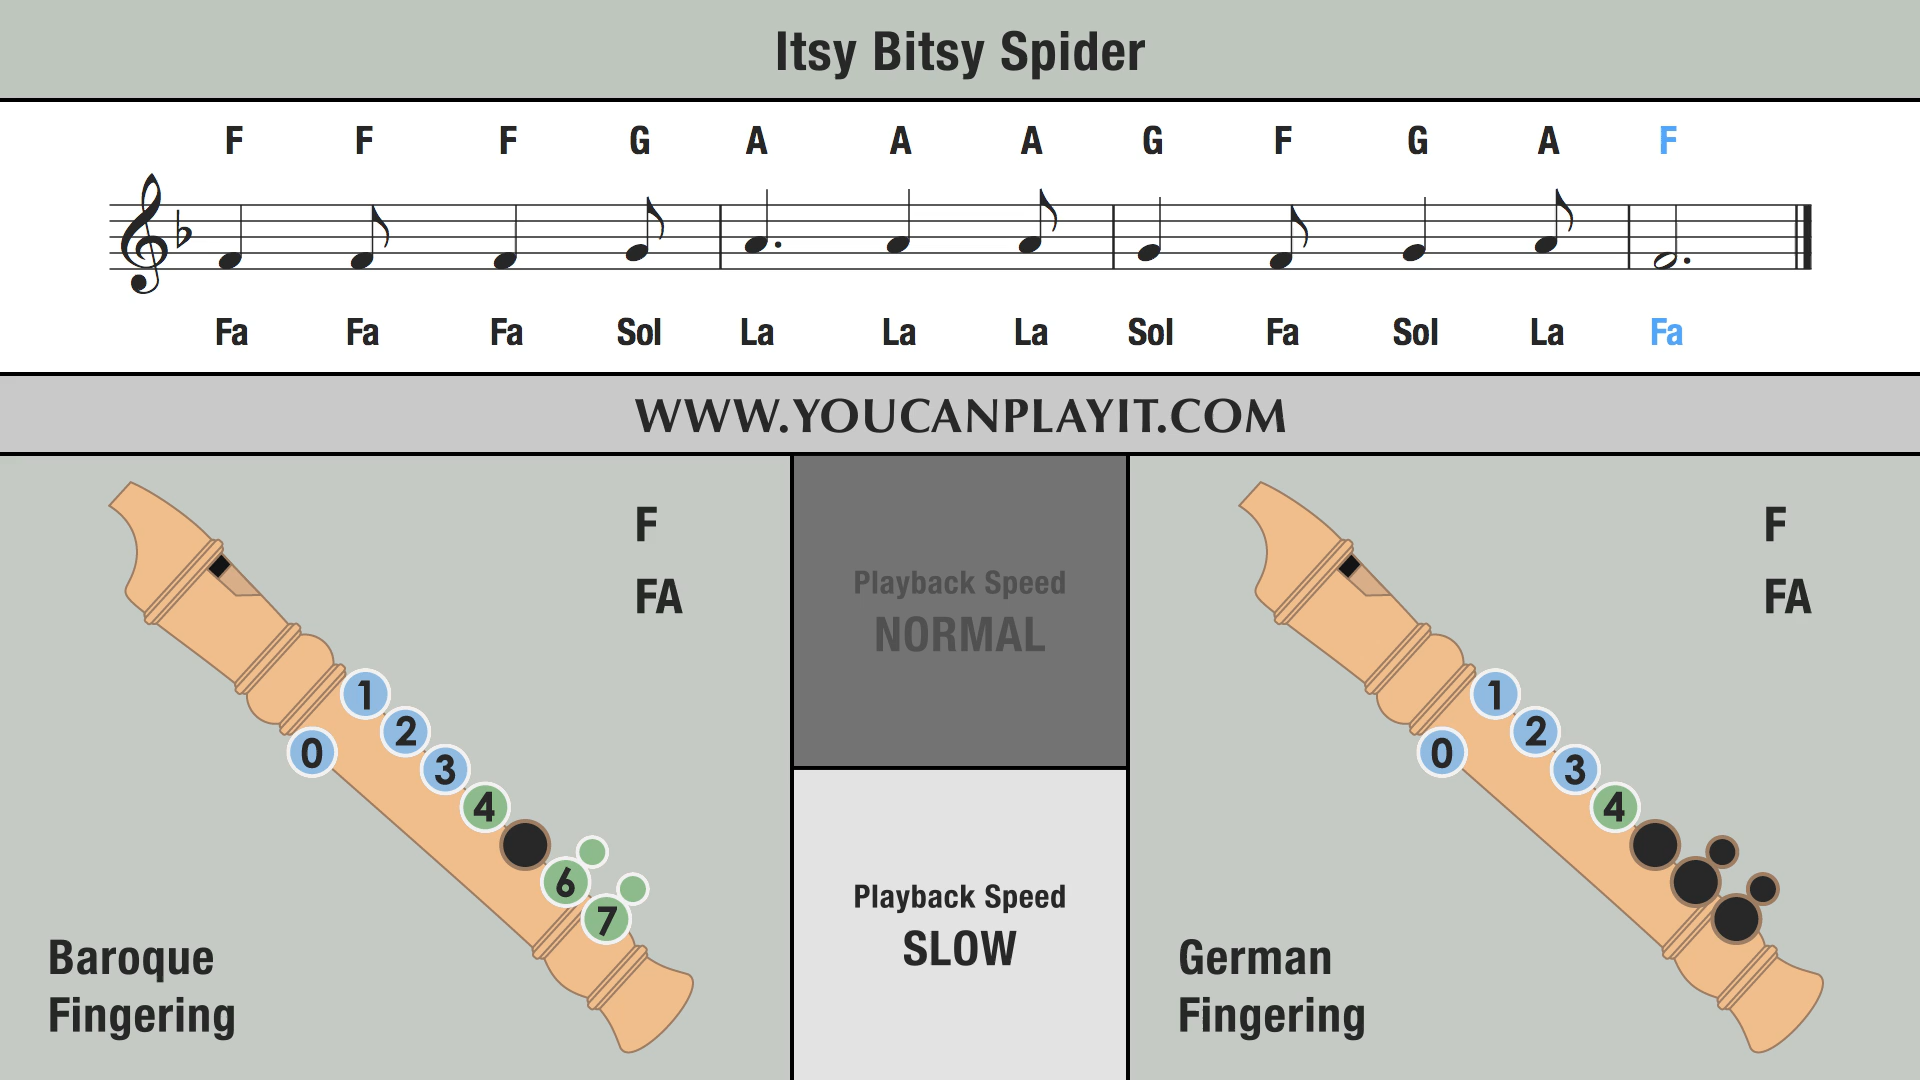 Itsy Bitsy Spider
F F F G A A A G F G A F
Fa Fa Fa Sol La La La Sol Fa Sol La Fa
WWW.YOUCANPLAYIT.COM
F
FA
1
2
3
0
4
6
7
Baroque
Fingering
Playback Speed
NORMAL
Playback Speed
SLOW
F
FA
1
2
3
0
4
German
Fingering